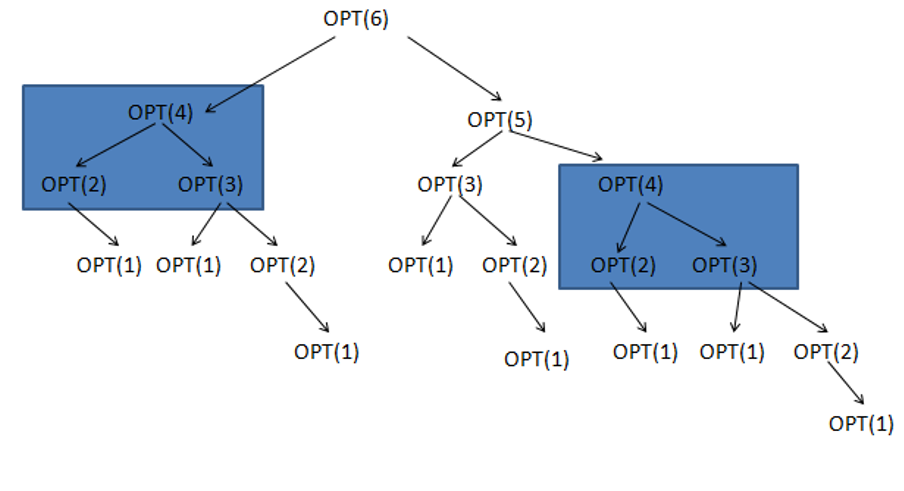 OPT(6)
OPT(4)
OPT(5)
OPT(2) OPT(3) OPT(3) OPT(4)
OPT(1) OPT(1) OPT(2) OPT(1) OPT(2) OPT(2) OPT(3)
OPT(1) OPT(1) OPT(1) OPT(1) OPT(2)
OPT(1)